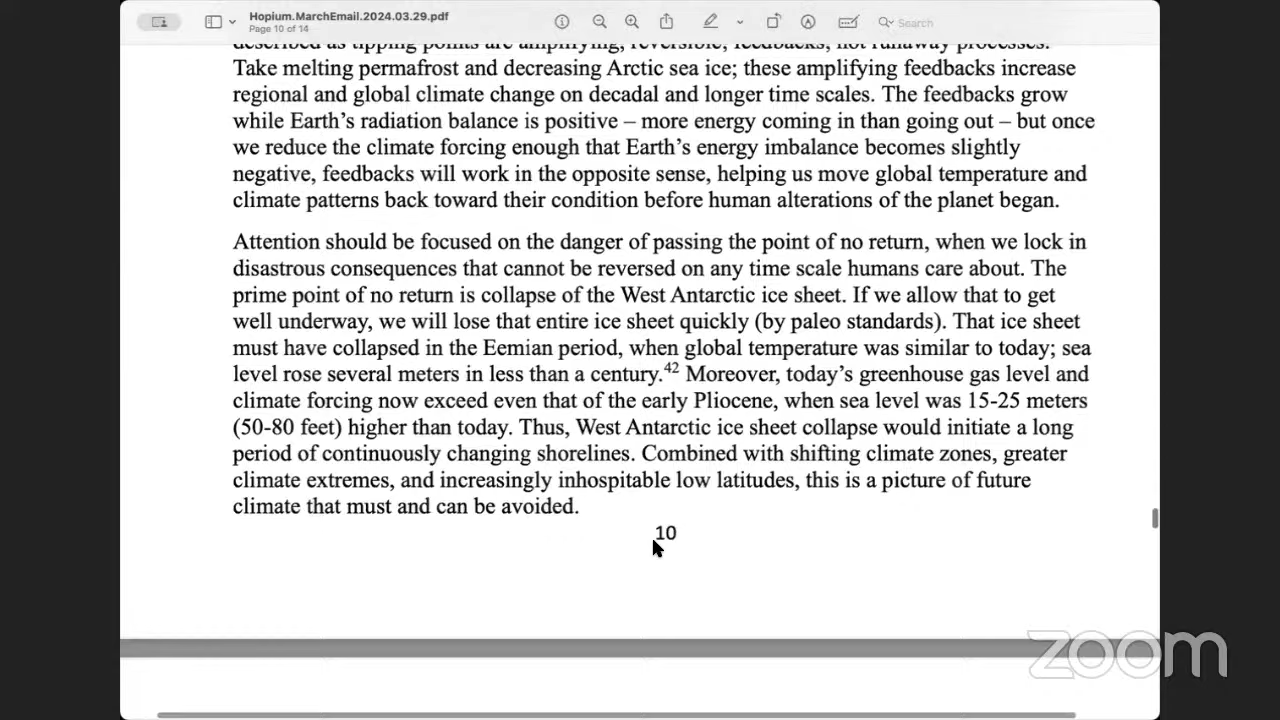 Hopium.MarchEmail.2024.03.29.pdf
Page 10 of 14
Search
described as tipping points are amplifying, reversible, feedbacks, not runaway processes.
Take melting permafrost and decreasing Arctic sea ice; these amplifying feedbacks increase
regional and global climate change on decadal and longer time scales. The feedbacks grow
while Earth’s radiation balance is positive – more energy coming in than going out – but once
we reduce the climate forcing enough that Earth’s energy imbalance becomes slightly
negative, feedbacks will work in the opposite sense, helping us move global temperature and
climate patterns back toward their condition before human alterations of the planet began.
Attention should be focused on the danger of passing the point of no return, when we lock in
disastrous consequences that cannot be reversed on any time scale humans care about. The
prime point of no return is collapse of the West Antarctic ice sheet. If we allow that to get
well underway, we will lose that entire ice sheet quickly (by paleo standards). That ice sheet
must have collapsed in the Eemian period, when global temperature was similar to today; sea
level rose several meters in less than a century.42 Moreover, today’s greenhouse gas level and
climate forcing now exceed even that of the early Pliocene, when sea level was 15-25 meters
(50-80 feet) higher than today. Thus, West Antarctic ice sheet collapse would initiate a long
period of continuously changing shorelines. Combined with shifting climate zones, greater
climate extremes, and increasingly inhospitable low latitudes, this is a picture of future
climate that must and can be avoided.
10
zoom